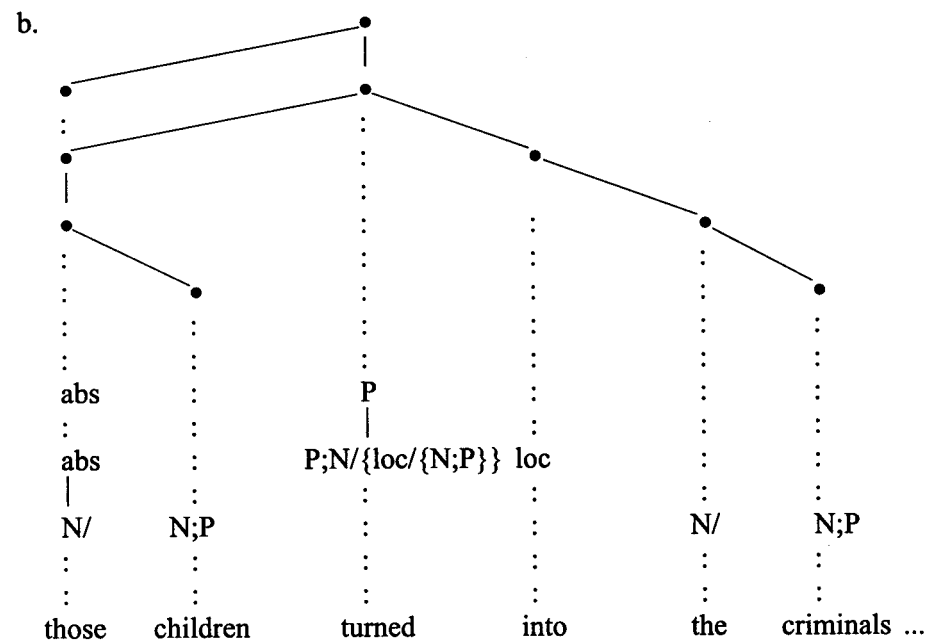 b.
abs P
abs P;N/{loc/{N;P}} loc
N/ N;P N/ N;P
those children turned into the criminals ...